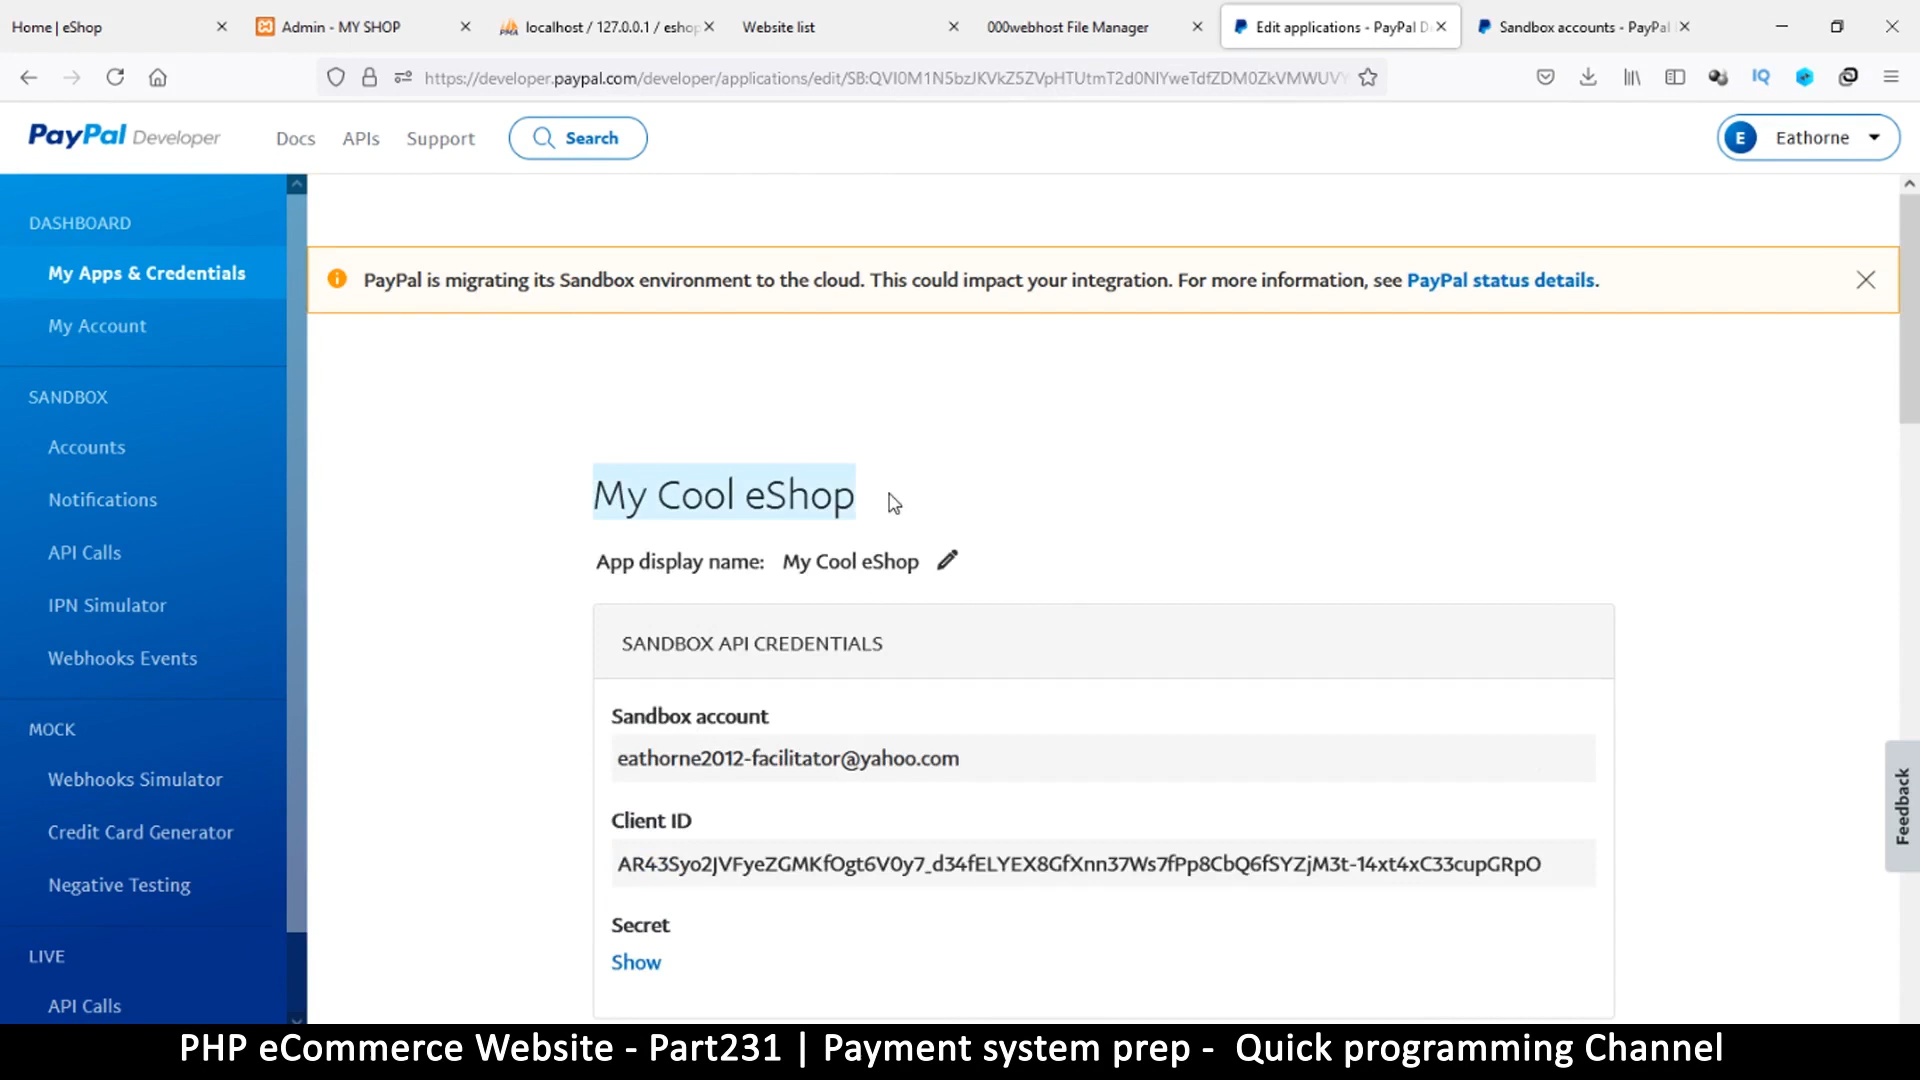 Home | eShop
Admin - MY SHOP
localhost / 127.0.0.1 / eshop
Website list
000webhost File Manager
Edit applications - PayPal D
Sandbox accounts - PayPal
https://developer.paypal.com/developer/applications/edit/SB:QVI0M1N5bzJKVkZ5ZVpHTUtmT2d0NlYweTdfZDM0ZkVMWUVY
IQ
PayPal Developer
Docs
APIs
Support
Search
E
Eathorne
DASHBOARD
My Apps & Credentials
My Account
SANDBOX
Accounts
Notifications
API Calls
IPN Simulator
Webhooks Events
MOCK
Webhooks Simulator
Credit Card Generator
Negative Testing
LIVE
API Calls
PayPal is migrating its Sandbox environment to the cloud. This could impact your integration. For more information, see PayPal status details.
My Cool eShop
App display name: My Cool eShop
SANDBOX API CREDENTIALS
Sandbox account
eathorne2012-facilitator@yahoo.com
Client ID
AR43Syo2JVFyeZGMKfOgt6V0y7_d34fELYEX8GfXnn37Ws7fPp8CbQ6fSYZjM3t-14xt4xC33cupGRpO
Secret
Show
Feedback
PHP eCommerce Website - Part231 | Payment system prep - Quick programming Channel